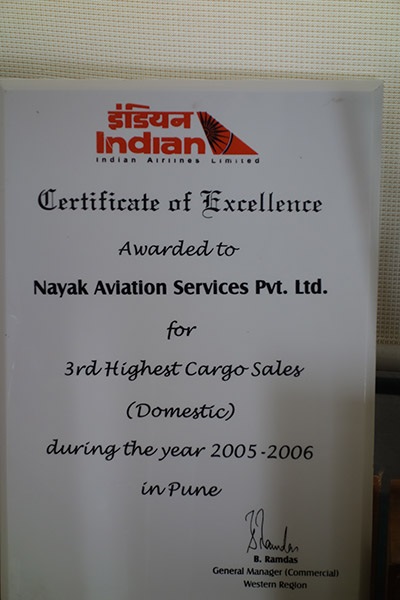 इंडियन
Indian
Indian Airlines Limited
Certificate of Excellence
Awarded to
Nayak Aviation Services Pvt. Ltd.
for
3rd Highest Cargo Sales
(Domestic)
during the year 2005-2006
in Pune
B. Ramdas
General Manager (Commercial)
Western Region